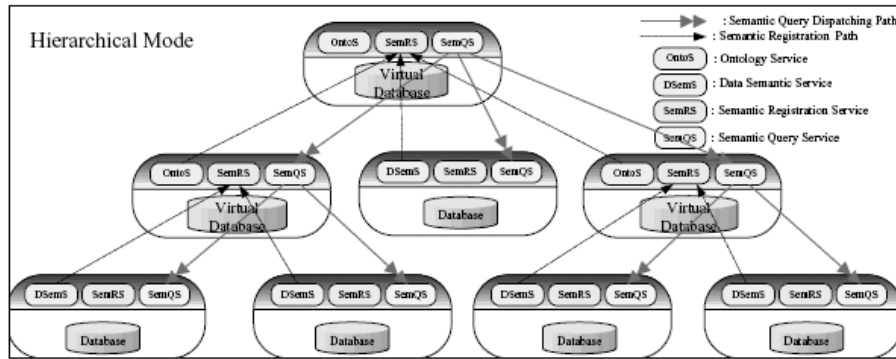 Hierarchical Mode
: Semantic Query Dispatching Path
: Semantic Registration Path
OntoS : Ontology Service
DSemS : Data Semantic Service
SemRS : Semantic Registration Service
SemQS : Semantic Query Service
OntoS SemRS SemQS
Virtual
Database
OntoS SemRS SemQS
Virtual
Database
DSemS SemRS SemQS
Database
OntoS SemRS SemQS
Virtual
Database
DSemS SemRS SemQS
Database
DSemS SemRS SemQS
Database
DSemS SemRS SemQS
Database
DSemS SemRS SemQS
Database